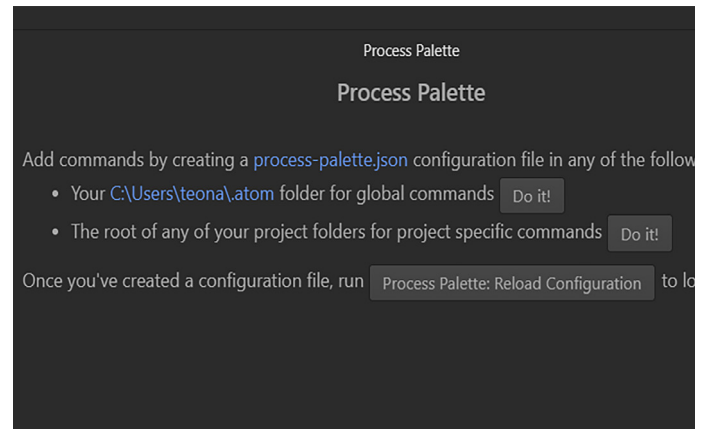 Process Palette
Process Palette
Add commands by creating a process-palette.json configuration file in any of the follow
• Your C:\Users\teona\.atom folder for global commands Do it!
• The root of any of your project folders for project specific commands Do it!
Once you've created a configuration file, run Process Palette: Reload Configuration to lo